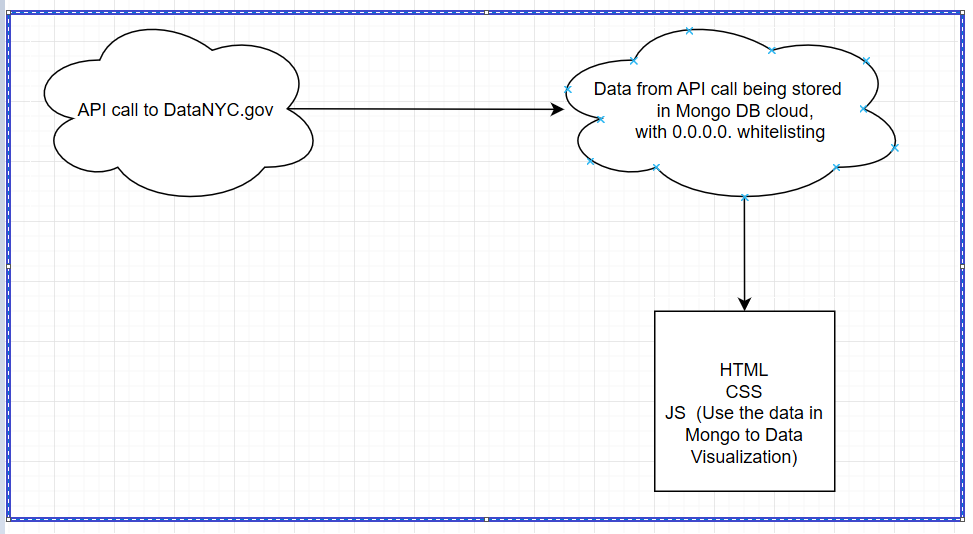 API call to DataNYC.gov
Data from API call being stored
in Mongo DB cloud,
with 0.0.0.0. whitelisting
HTML
CSS
JS  (Use the data in
Mongo to Data
Visualization)